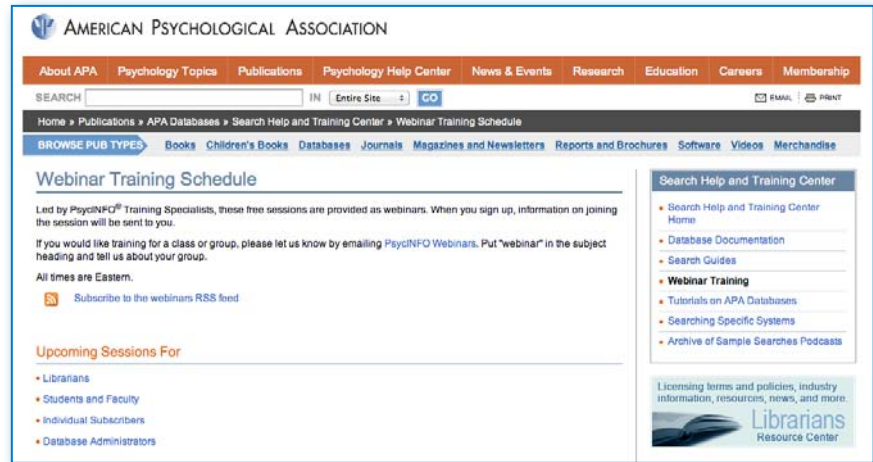 AMERICAN PSYCHOLOGICAL ASSOCIATION
About APA Psychology Topics Publications Psychology Help Center News & Events Research Education Careers Membership
SEARCH IN Entire Site GO EMAIL PRINT
Home » Publications » APA Databases » Search Help and Training Center » Webinar Training Schedule
BROWSE PUB TYPES Books Children's Books Databases Journals Magazines and Newsletters Reports and Brochures Software Videos Merchandise
Webinar Training Schedule
Led by PsycINFO® Training Specialists, these free sessions are provided as webinars. When you sign up, information on joining
the session will be sent to you.
If you would like training for a class or group, please let us know by emailing PsycINFO Webinars. Put "webinar" in the subject
heading and tell us about your group.
All times are Eastern.
Subscribe to the webinars RSS feed
Upcoming Sessions For
• Librarians
• Students and Faculty
• Individual Subscribers
• Database Administrators
Search Help and Training Center
• Search Help and Training Center
Home
• Database Documentation
• Search Guides
• Webinar Training
• Tutorials on APA Databases
• Searching Specific Systems
• Archive of Sample Searches Podcasts
Licensing terms and policies, industry
information, resources, news, and more.
Librarians
Resource Center